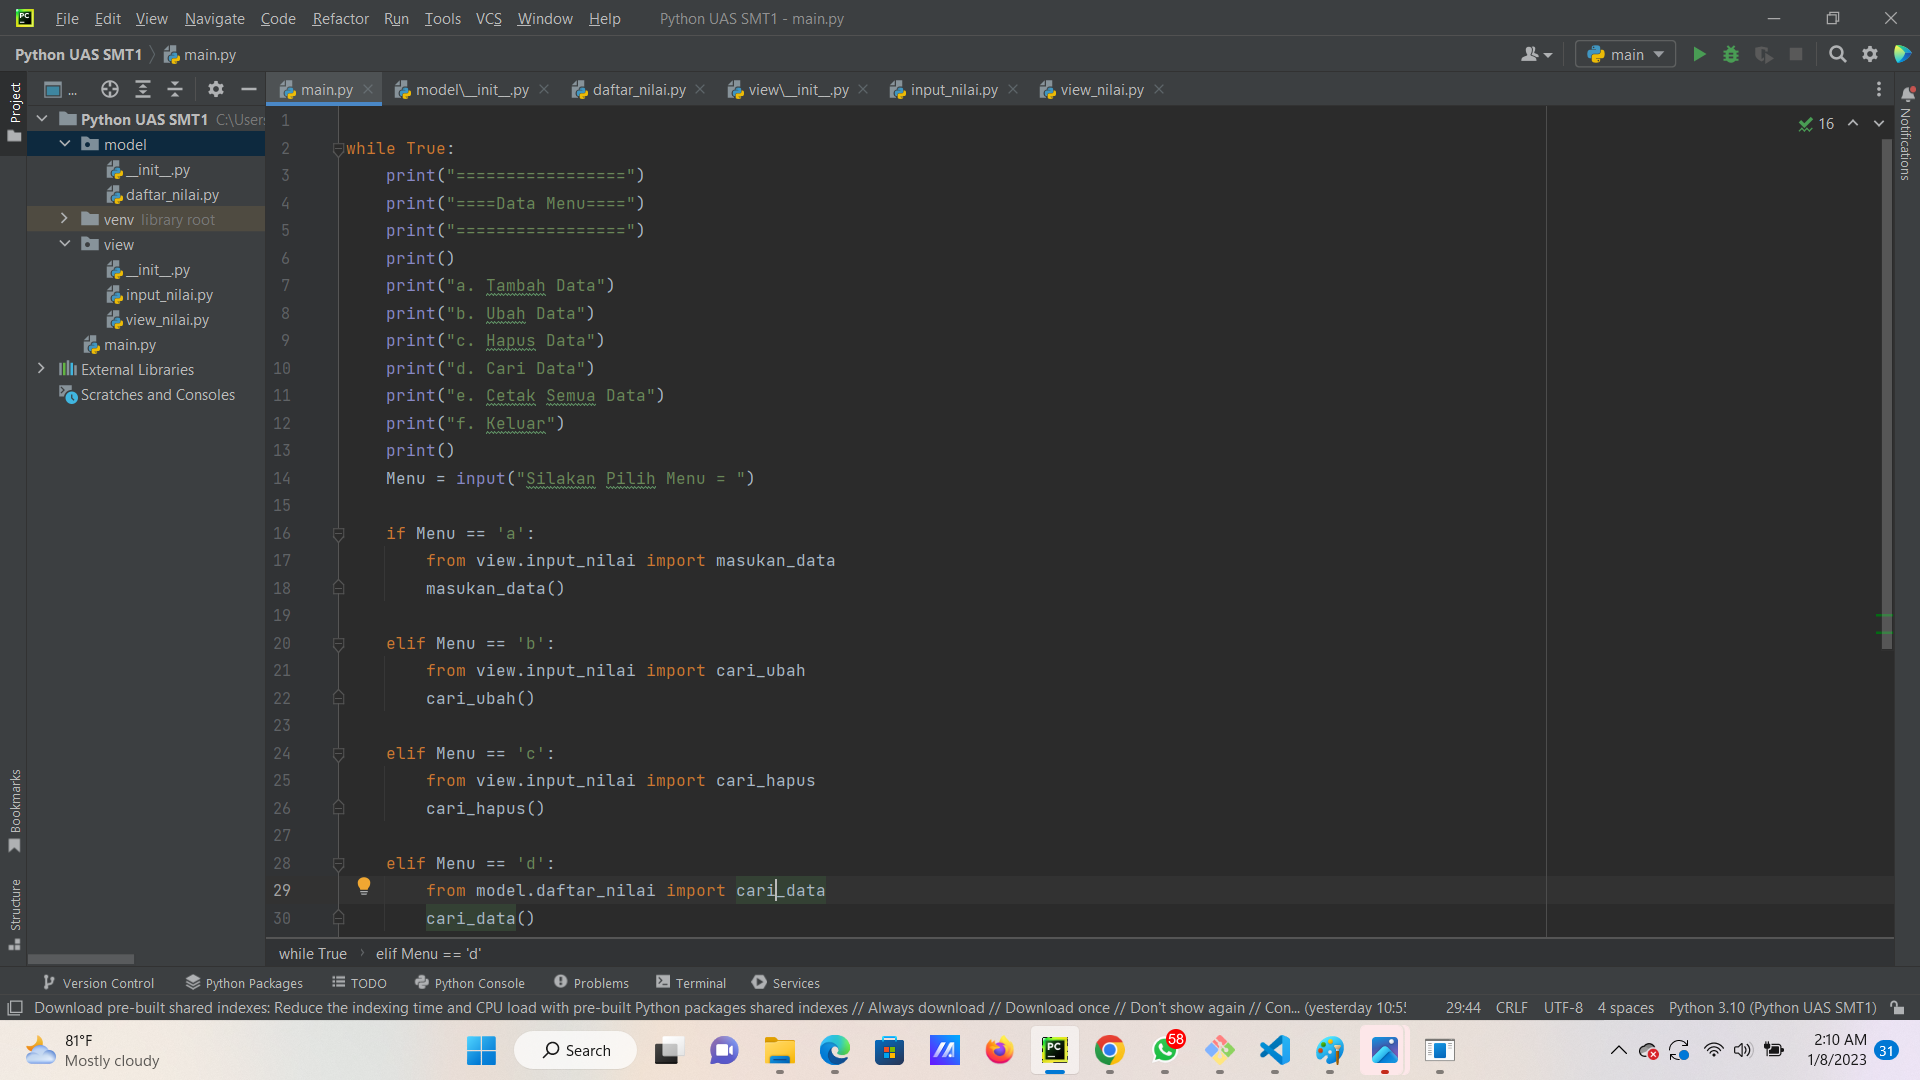 File Edit View Navigate Code Refactor Run Tools VCS Window Help Python UAS SMT1 - main.py
Python UAS SMT1 main.py main
Project
...
main.py model\__init__.py daftar_nilai.py view\__init__.py input_nilai.py view_nilai.py
Python UAS SMT1 C:\Users
model
__init__.py
daftar_nilai.py
venv library root
view
__init__.py
input_nilai.py
view_nilai.py
main.py
External Libraries
Scratches and Consoles
Bookmarks
Structure
Notifications
16
1
2 while True:
3 print("=================")
4 print("====Data Menu====")
5 print("=================")
6 print()
7 print("a. Tambah Data")
8 print("b. Ubah Data")
9 print("c. Hapus Data")
10 print("d. Cari Data")
11 print("e. Cetak Semua Data")
12 print("f. Keluar")
13 print()
14 Menu = input("Silakan Pilih Menu = ")
15
16 if Menu == 'a':
17 from view.input_nilai import masukan_data
18 masukan_data()
19
20 elif Menu == 'b':
21 from view.input_nilai import cari_ubah
22 cari_ubah()
23
24 elif Menu == 'c':
25 from view.input_nilai import cari_hapus
26 cari_hapus()
27
28 elif Menu == 'd':
29 from model.daftar_nilai import cari_data
30 cari_data()
while True elif Menu == 'd'
Version Control Python Packages TODO Python Console Problems Terminal Services
Download pre-built shared indexes: Reduce the indexing time and CPU load with pre-built Python packages shared indexes // Always download // Download once // Don't show again // Con... (yesterday 10:5 29:44 CRLF UTF-8 4 spaces Python 3.10 (Python UAS SMT1)
81°F
Mostly cloudy
Search
PC
58
2:10 AM
1/8/2023
31